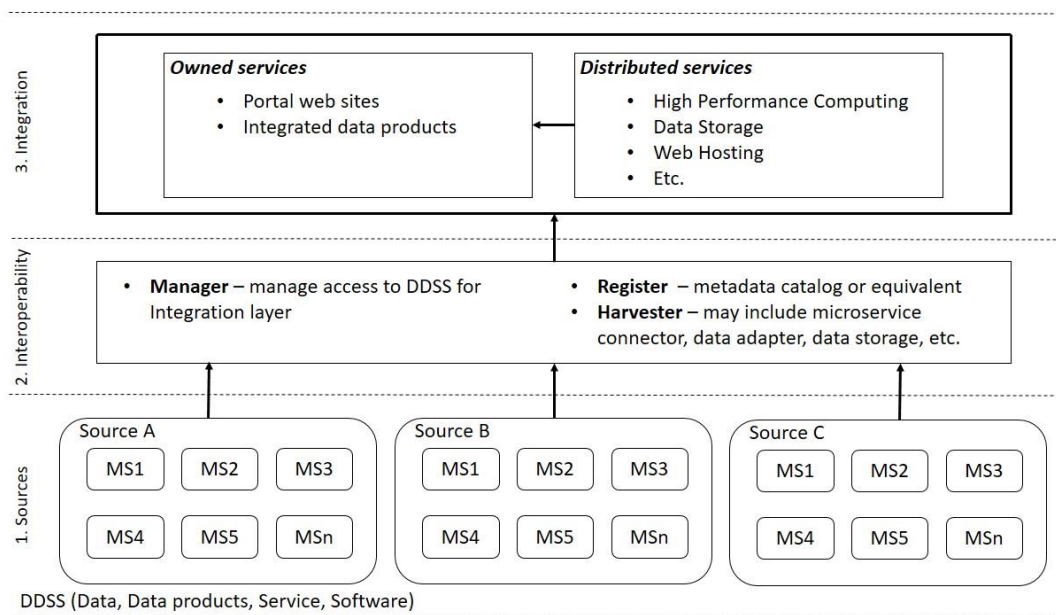 3. Integration
Owned services
• Portal web sites
• Integrated data products
Distributed services
• High Performance Computing
• Data Storage
• Web Hosting
• Etc.
2. Interoperability
• Manager – manage access to DDSS for
Integration layer
• Register – metadata catalog or equivalent
• Harvester – may include microservice
connector, data adapter, data storage, etc.
1. Sources
Source A
MS1 MS2 MS3
MS4 MS5 MSn
Source B
MS1 MS2 MS3
MS4 MS5 MSn
Source C
MS1 MS2 MS3
MS4 MS5 MSn
DDSS (Data, Data products, Service, Software)